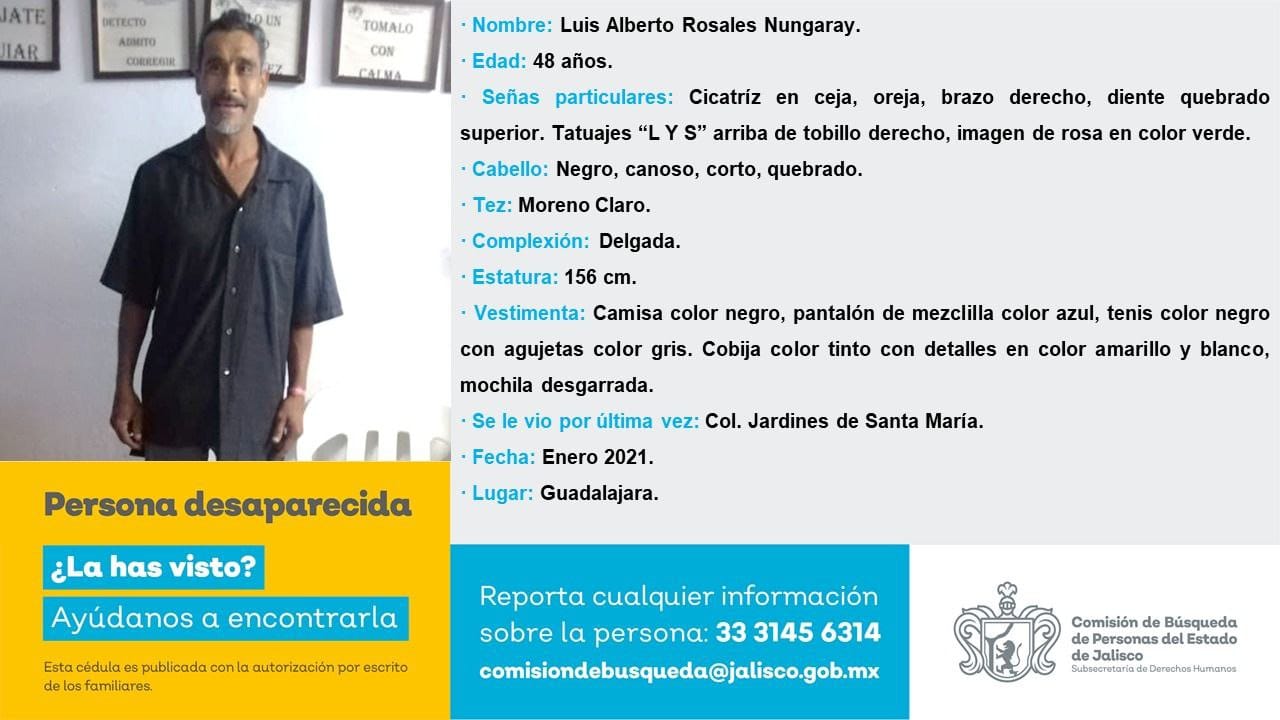 JATE
UIAR
DETECTO
ADMITO
CORREGIR
LO UN
EZ
TOMALO
CON
CALMA
· Nombre: Luis Alberto Rosales Nungaray.
· Edad: 48 años.
· Señas particulares: Cicatríz en ceja, oreja, brazo derecho, diente quebrado
superior. Tatuajes “L Y S” arriba de tobillo derecho, imagen de rosa en color verde.
· Cabello: Negro, canoso, corto, quebrado.
· Tez: Moreno Claro.
· Complexión: Delgada.
· Estatura: 156 cm.
· Vestimenta: Camisa color negro, pantalón de mezclilla color azul, tenis color negro
con agujetas color gris. Cobija color tinto con detalles en color amarillo y blanco,
mochila desgarrada.
· Se le vio por última vez: Col. Jardines de Santa María.
· Fecha: Enero 2021.
· Lugar: Guadalajara.
Persona desaparecida
¿La has visto?
Ayúdanos a encontrarla
Esta cédula es publicada con la autorización por escrito
de los familiares.
Reporta cualquier información
sobre la persona: 33 3145 6314
comisiondebusqueda@jalisco.gob.mx
Comisión de Búsqueda
de Personas del Estado
de Jalisco
Subsecretaría de Derechos Humanos